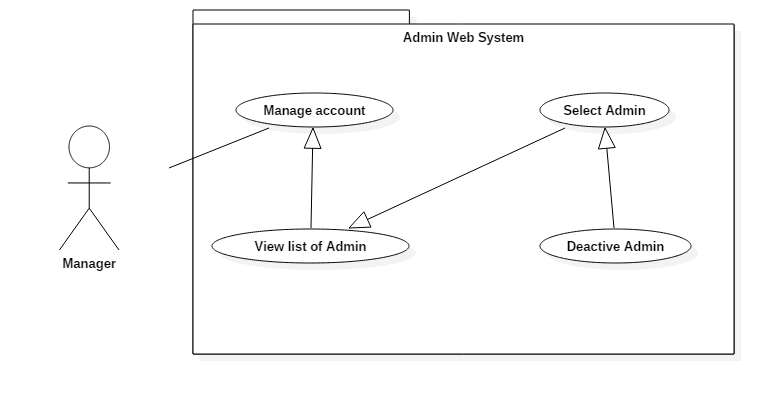 Admin Web System
Manage account
Select Admin
View list of Admin
Deactive Admin
Manager